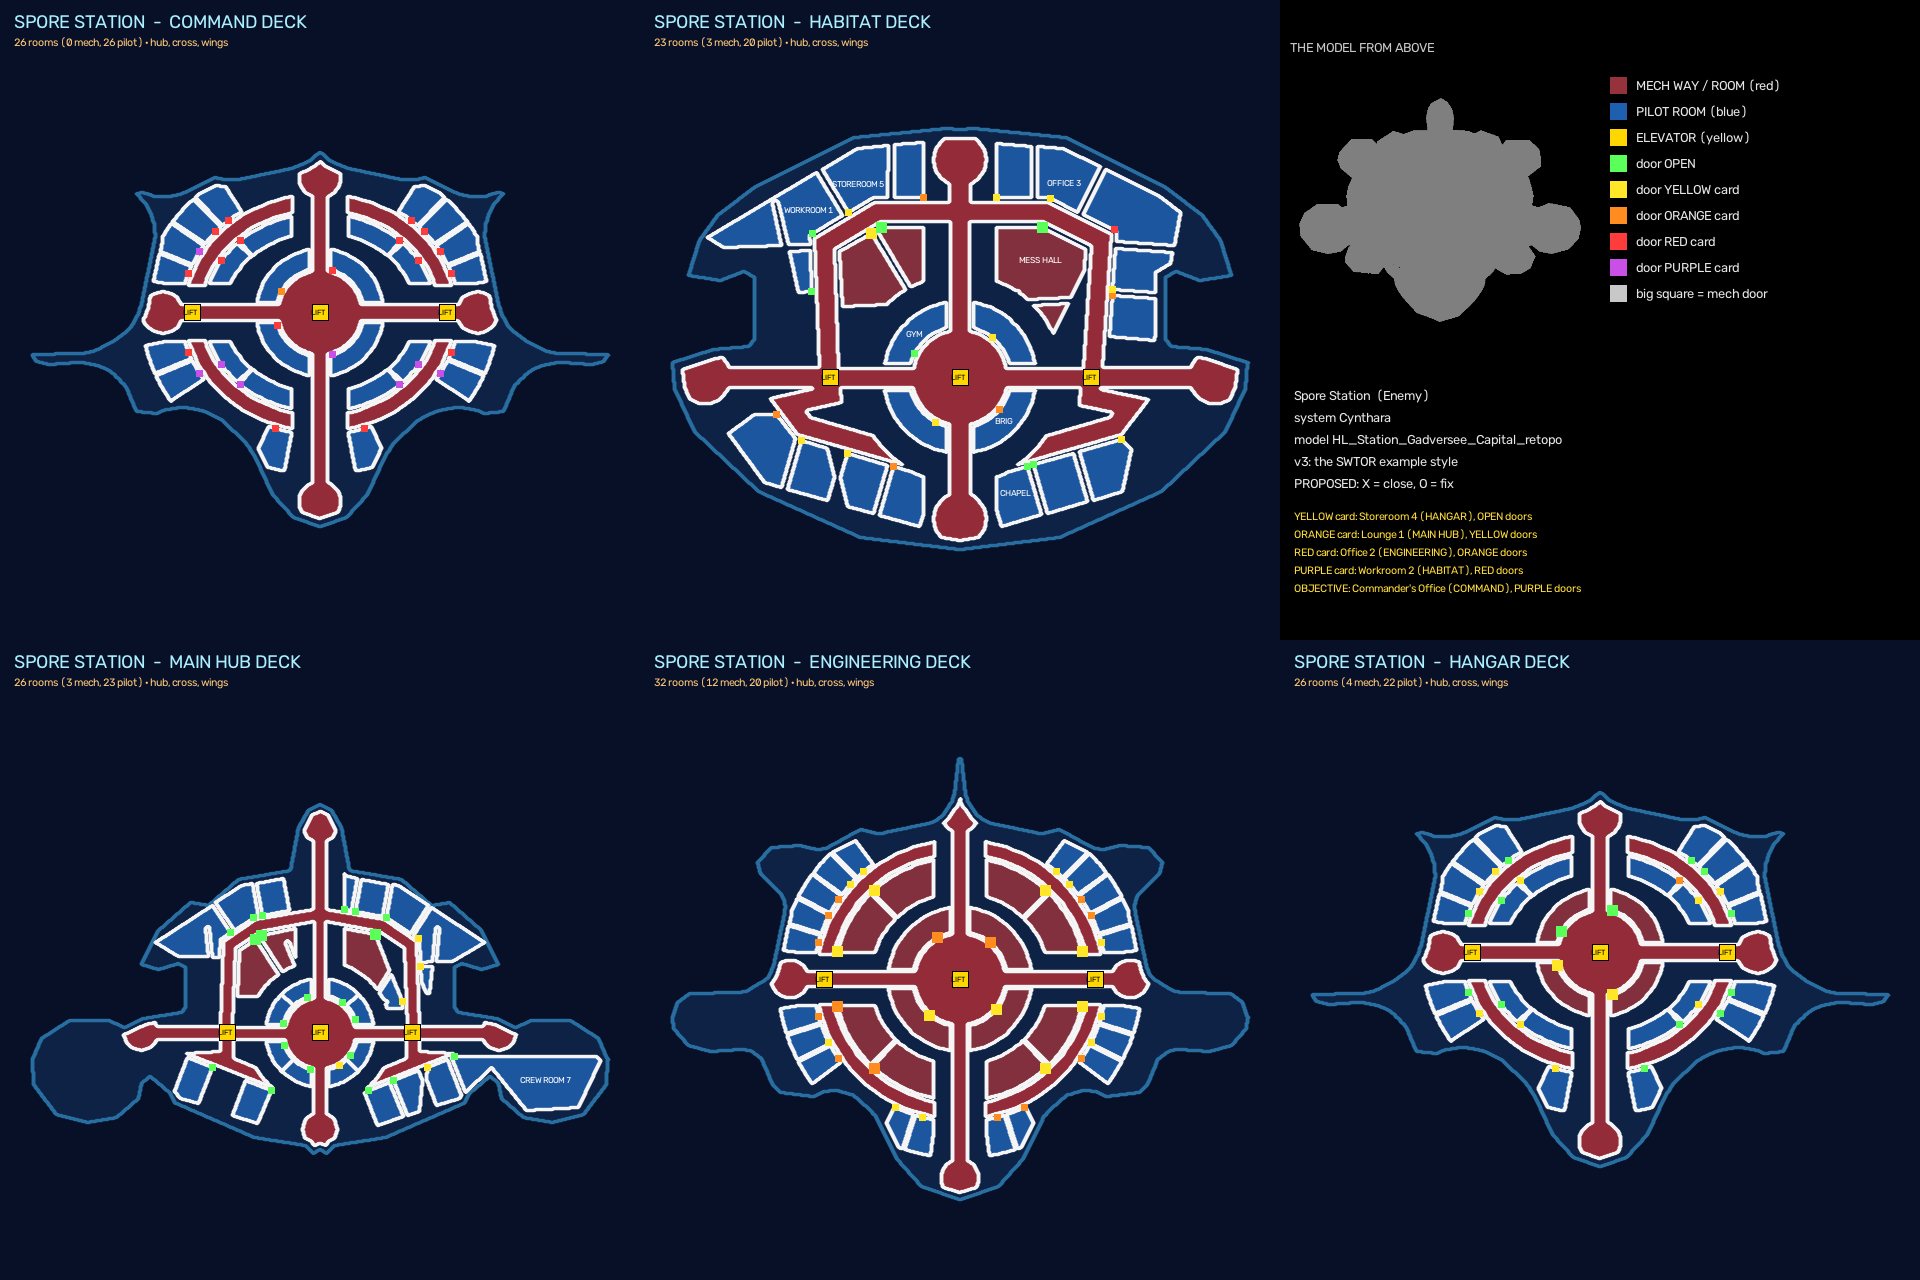 SPORE STATION - COMMAND DECK
26 rooms (0 mech, 26 pilot) • hub, cross, wings
LIFT
LIFT
LIFT
SPORE STATION - HABITAT DECK
23 rooms (3 mech, 20 pilot) • hub, cross, wings
STOREROOM 5
OFFICE 3
WORKROOM 1
MESS HALL
GYM
LIFT
LIFT
LIFT
BRIG
CHAPEL
THE MODEL FROM ABOVE
MECH WAY / ROOM (red)
PILOT ROOM (blue)
ELEVATOR (yellow)
door OPEN
door YELLOW card
door ORANGE card
door RED card
door PURPLE card
big square = mech door
Spore Station (Enemy)
system Cynthara
model HL_Station_Gadversee_Capital_retopo
v3: the SWTOR example style
PROPOSED: X = close, O = fix
YELLOW card: Storeroom 4 (HANGAR), OPEN doors
ORANGE card: Lounge 1 (MAIN HUB), YELLOW doors
RED card: Office 2 (ENGINEERING), ORANGE doors
PURPLE card: Workroom 2 (HABITAT), RED doors
OBJECTIVE: Commander's Office (COMMAND), PURPLE doors
SPORE STATION - MAIN HUB DECK
26 rooms (3 mech, 23 pilot) • hub, cross, wings
LIFT
LIFT
LIFT
CREW ROOM 7
SPORE STATION - ENGINEERING DECK
32 rooms (12 mech, 20 pilot) • hub, cross, wings
LIFT
LIFT
LIFT
SPORE STATION - HANGAR DECK
26 rooms (4 mech, 22 pilot) • hub, cross, wings
LIFT
LIFT
LIFT